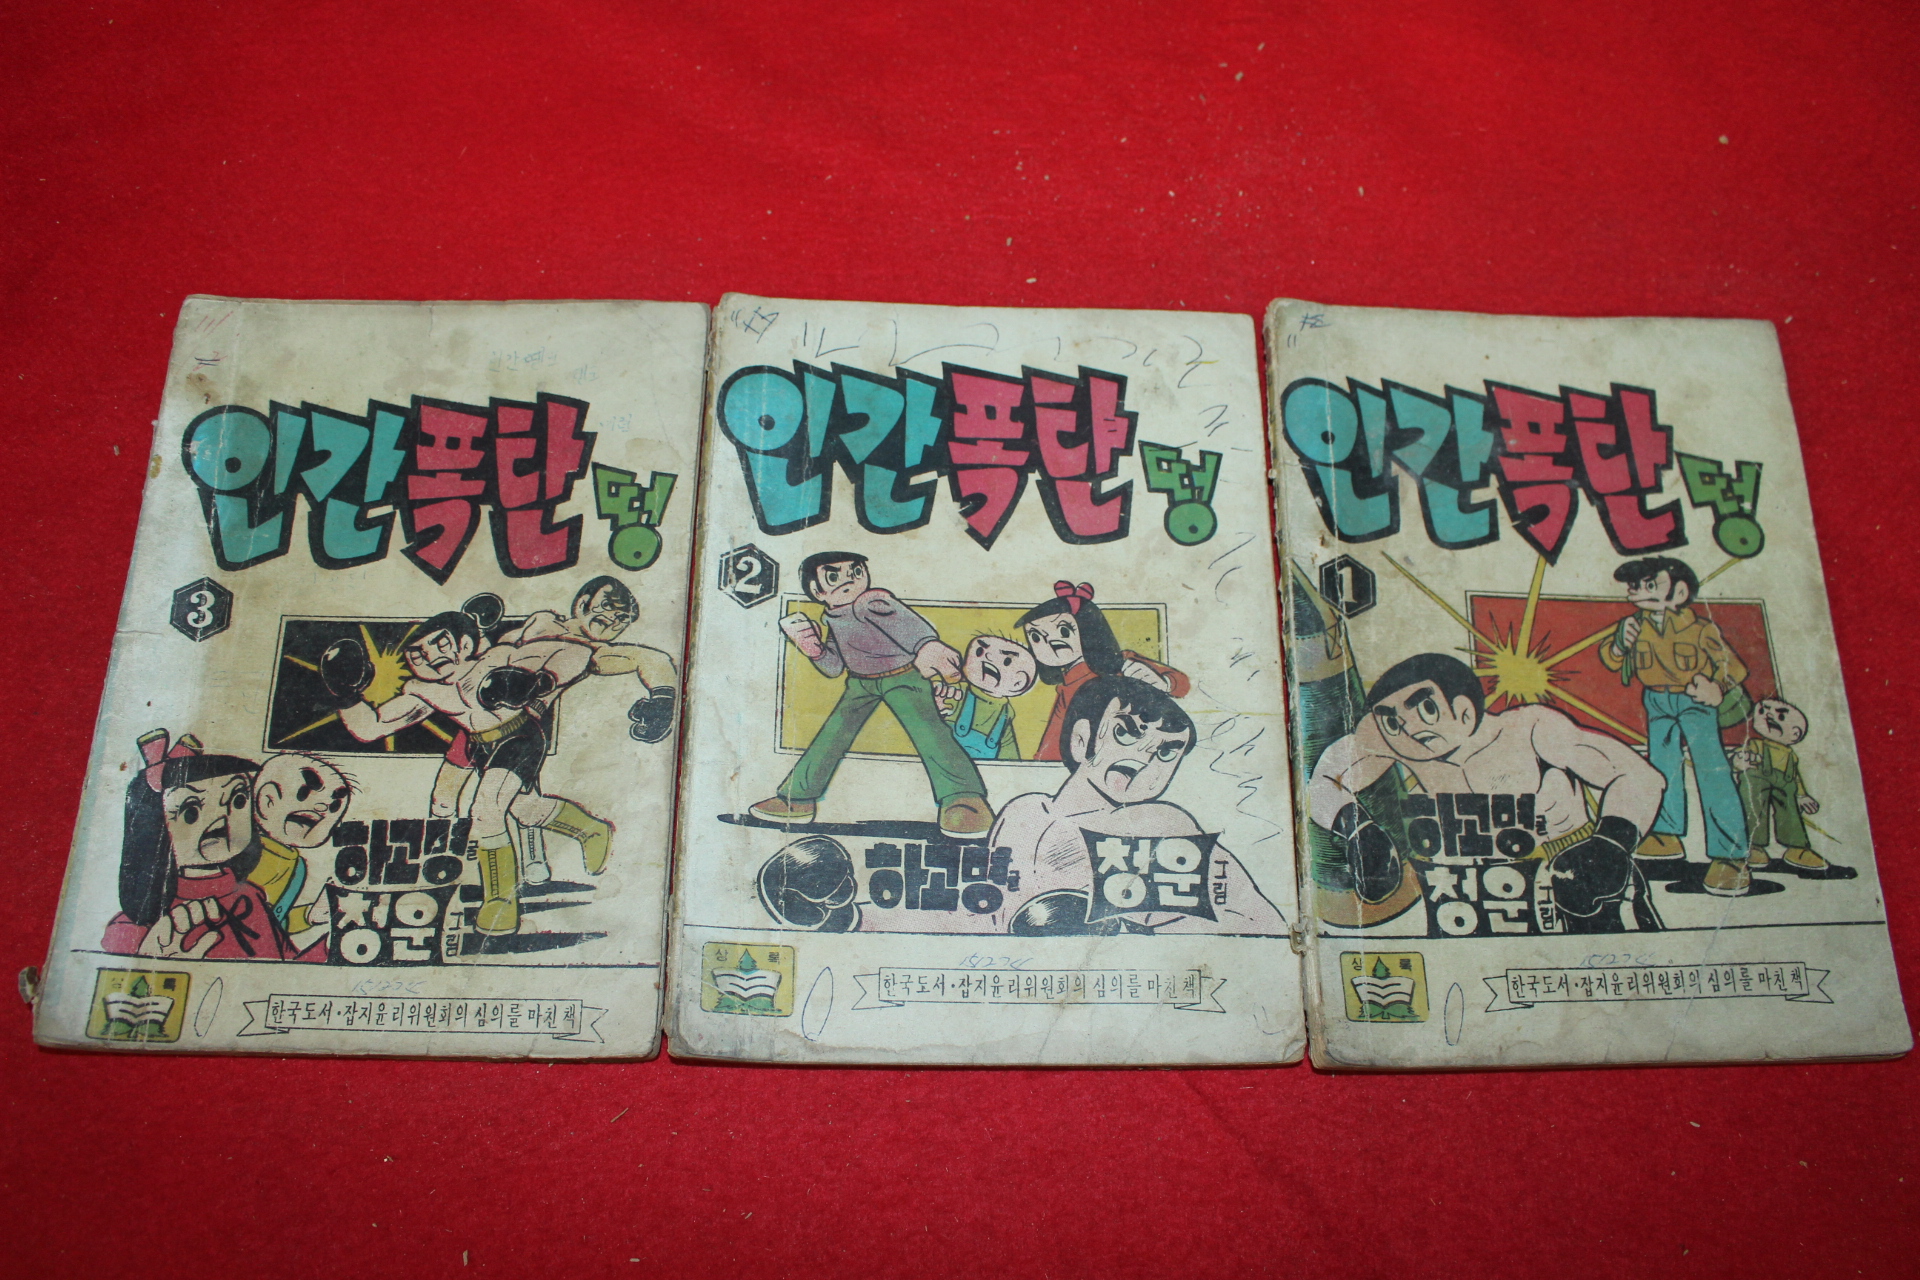 인간폭탄
떵
3
하고명 글
청운 그림
상록
한국도서·잡지윤리위원회의 심의를 마친 책
인간폭탄
떵
2
하고명 글
청운 그림
상록
한국도서·잡지윤리위원회의 심의를 마친 책
인간폭탄
떵
1
하고명 글
청운 그림
상록
한국도서·잡지윤리위원회의 심의를 마친 책